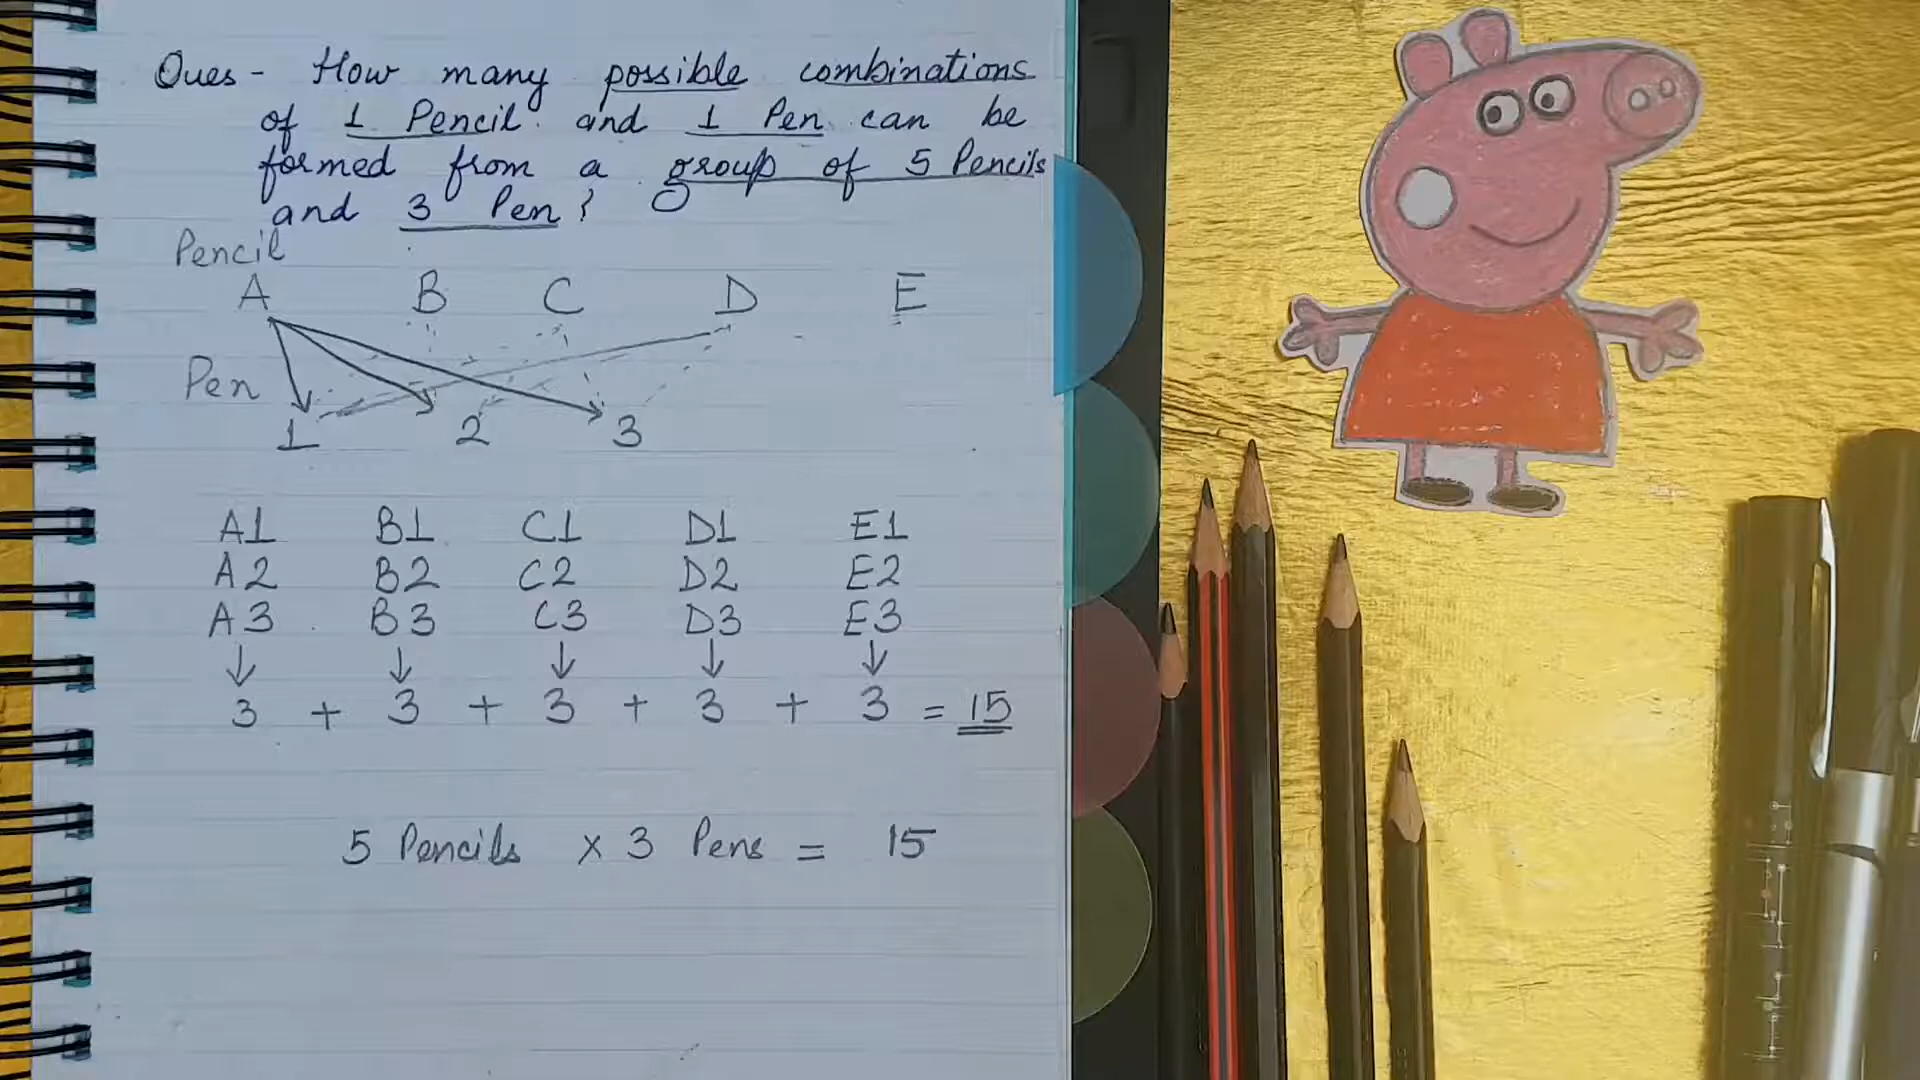 Ques - How many possible combinations
of 1 Pencil and 1 Pen can be
formed from a group of 5 Pencils
and 3 Pen?
Pencil
A B C D E
Pen
1 2 3
A1 B1 C1 D1 E1
A2 B2 C2 D2 E2
A3 B3 C3 D3 E3
↓ ↓ ↓ ↓ ↓
3 + 3 + 3 + 3 + 3 = 15
5 Pencils x 3 Pens = 15